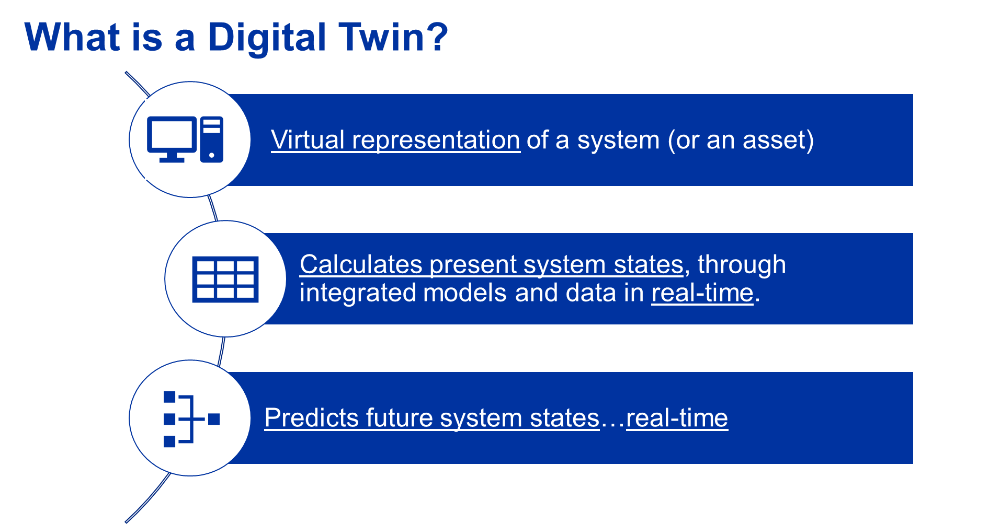 What is a Digital Twin?
Virtual representation of a system (or an asset)
Calculates present system states, through
integrated models and data in real-time.
Predicts future system states…real-time